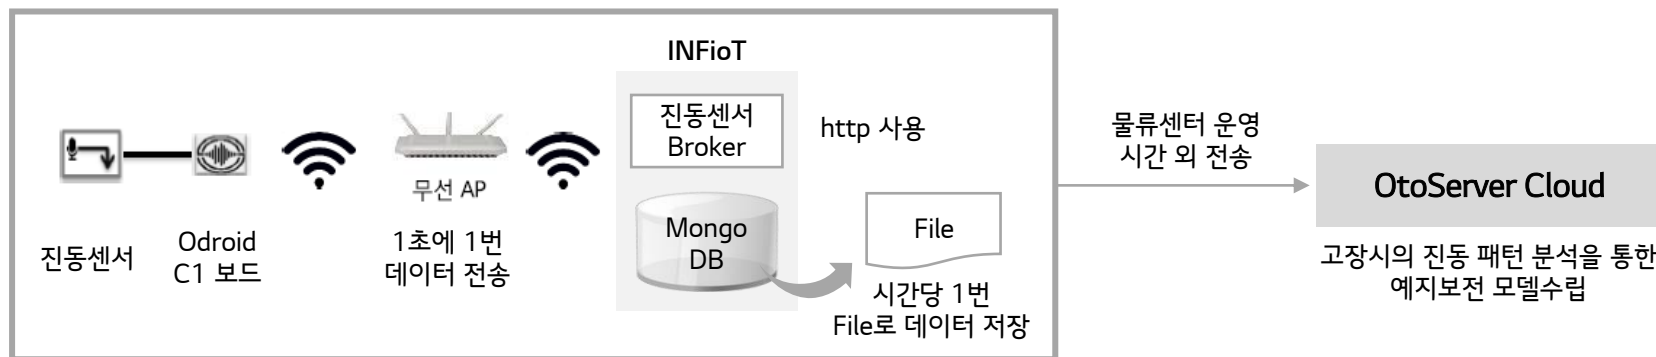 INFioT
진동센서
Broker
http 사용
물류센터 운영
시간 외 전송
OtoServer Cloud
무선 AP
Mongo
DB
File
진동센서
Odroid
C1 보드
1초에 1번
데이터 전송
시간당 1번
File로 데이터 저장
고장시의 진동 패턴 분석을 통한
예지보전 모델수립